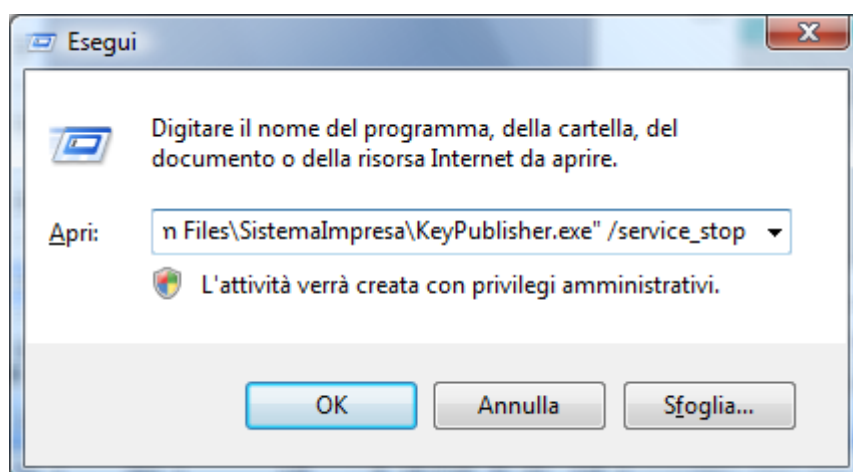 Esegui
Digitare il nome del programma, della cartella, del
documento o della risorsa Internet da aprire.
Apri: n Files\SistemaImpresa\KeyPublisher.exe" /service_stop
L'attività verrà creata con privilegi amministrativi.
OK Annulla Sfoglia...